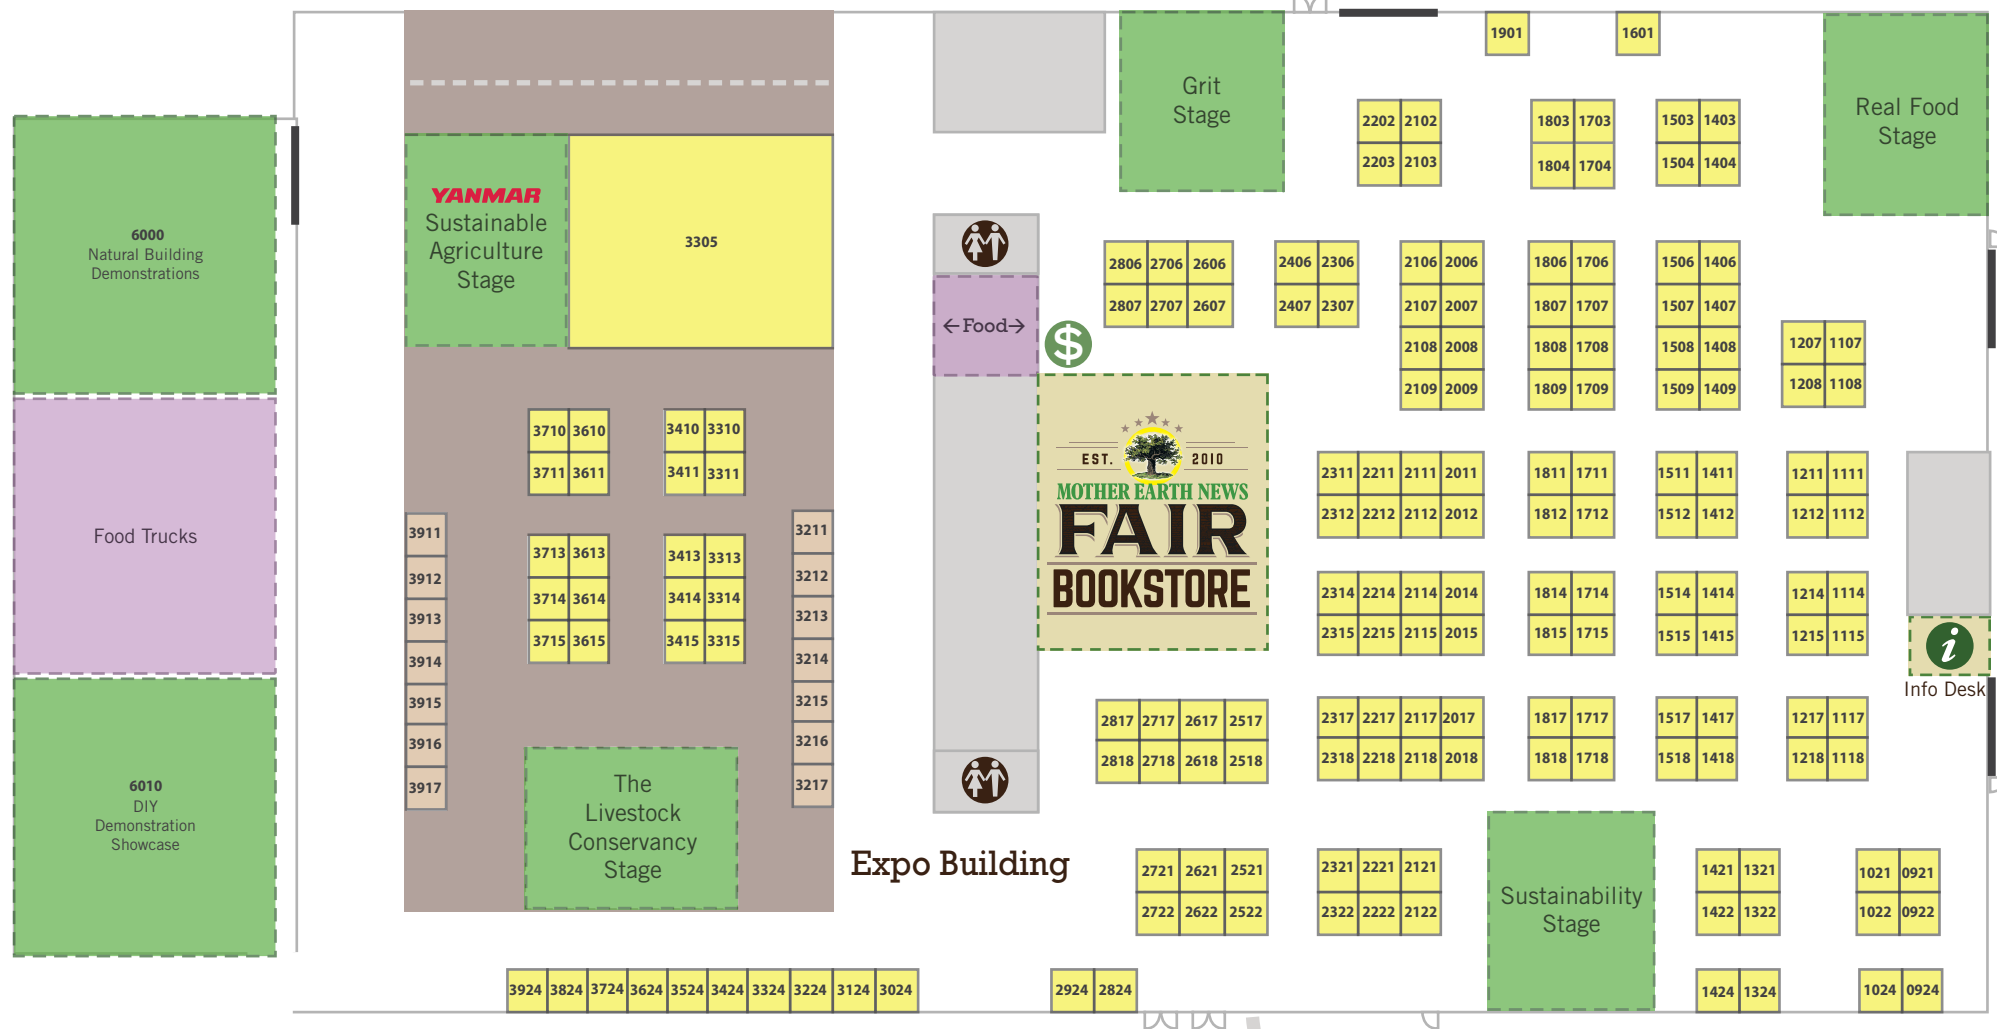 1901 1601
Grit
Stage
Real Food
Stage
2202 2102
2203 2103
1803 1703
1804 1704
1503 1403
1504 1404
6000
Natural Building
Demonstrations
YANMAR
Sustainable
Agriculture
Stage
3305
←Food→
$
2806 2706 2606
2807 2707 2607
2406 2306
2407 2307
2106 2006
2107 2007
2108 2008
2109 2009
1806 1706
1807 1707
1808 1708
1809 1709
1506 1406
1507 1407
1508 1408
1509 1409
1207 1107
1208 1108
Food Trucks
3710 3610
3711 3611
3410 3310
3411 3311
3911
3912
3913
3914
3915
3916
3917
3713 3613
3714 3614
3715 3615
3413 3313
3414 3314
3415 3315
3211
3212
3213
3214
3215
3216
3217
EST. 2010
MOTHER EARTH NEWS
FAIR
BOOKSTORE
2311 2211 2111 2011
2312 2212 2112 2012
1811 1711
1812 1712
1511 1411
1512 1412
1211 1111
1212 1112
2314 2214 2114 2014
2315 2215 2115 2015
1814 1714
1815 1715
1514 1414
1515 1415
1214 1114
1215 1115
i
Info Desk
2817 2717 2617 2517
2818 2718 2618 2518
2317 2217 2117 2017
2318 2218 2118 2018
1817 1717
1818 1718
1517 1417
1518 1418
1217 1117
1218 1118
6010
DIY
Demonstration
Showcase
The
Livestock
Conservancy
Stage
Expo Building
2721 2621 2521
2722 2622 2522
2321 2221 2121
2322 2222 2122
Sustainability
Stage
1421 1321
1422 1322
1021 0921
1022 0922
3924 3824 3724 3624 3524 3424 3324 3224 3124 3024
2924 2824
1424 1324
1024 0924